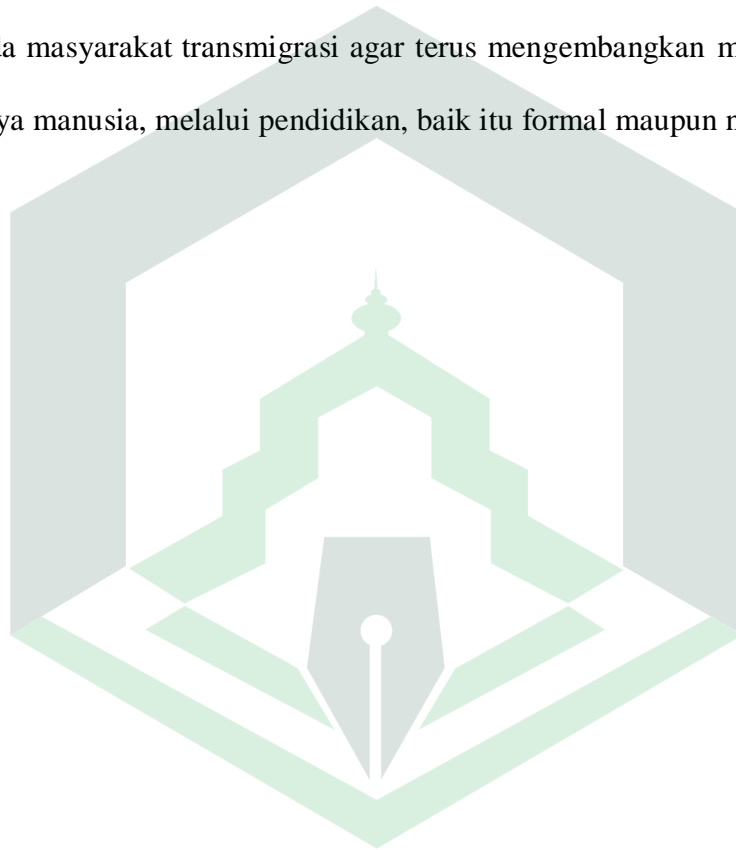 masyarakat transmigrasi agar terus mengembangkan
manusia, melalui pendidikan, baik itu formal maupun